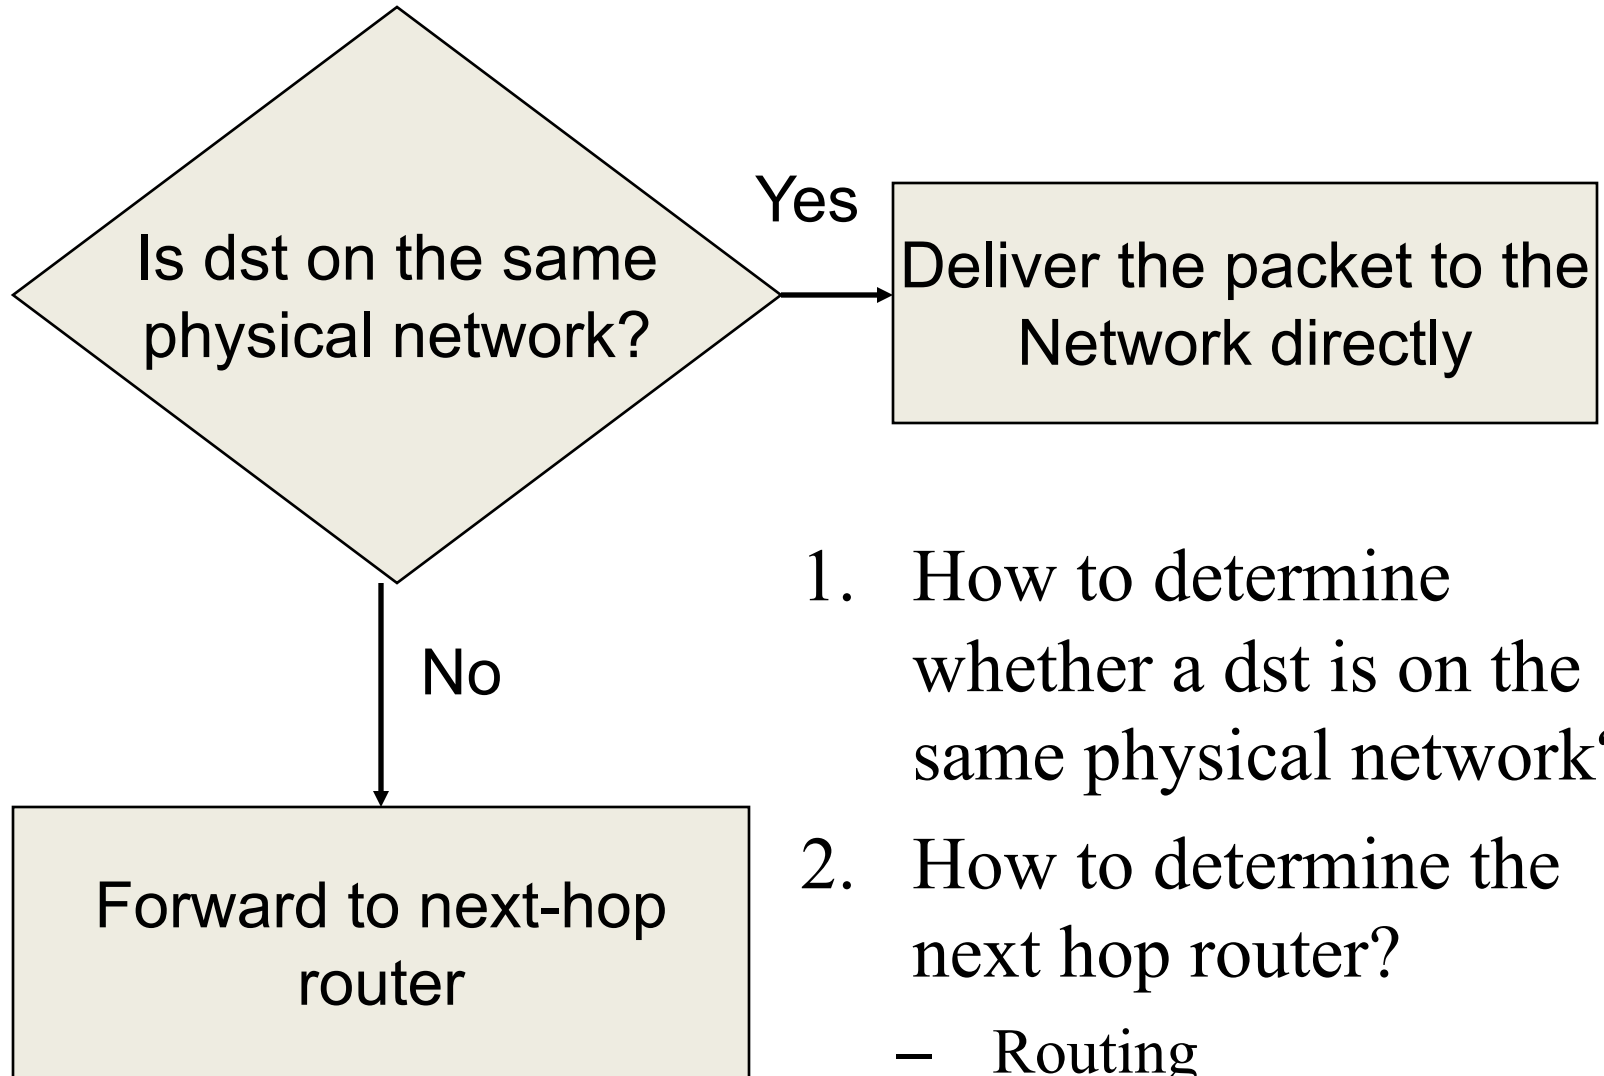 Is dst on the same
physical network?
Yes
Deliver the packet to the
Network directly
No
Forward to next-hop
router
1. How to determine
whether a dst is on the
same physical network?
2. How to determine the
next hop router?
– Routing